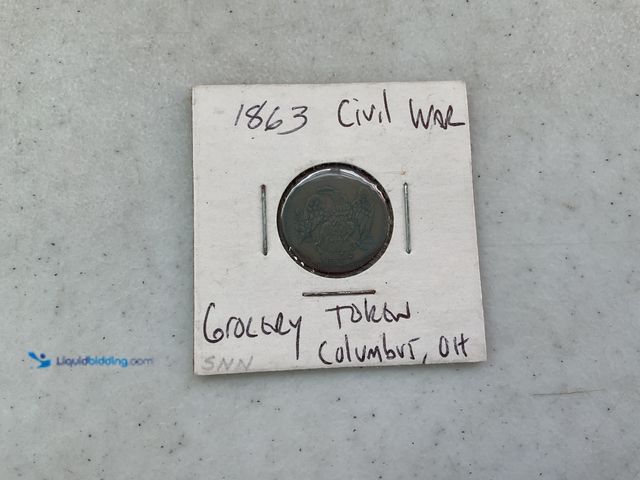 1863 Civil War
Grocery Token
Columbus, OH
SNN
Liquidbidding.com